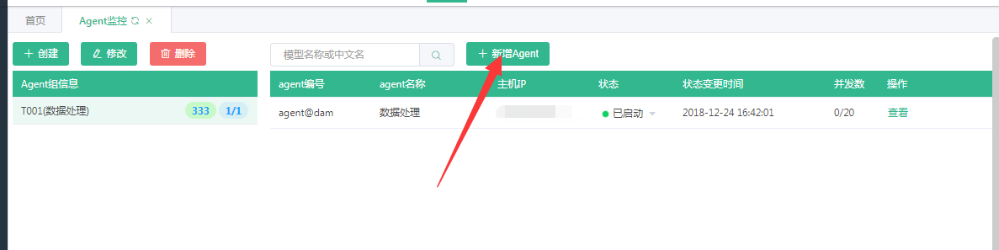 首页 Agent监控
创建 修改 删除 模型名称或中文名 新增Agent
Agent组信息 agent编号 agent名称 主机IP 状态 状态变更时间 并发数 操作
T001(数据处理) 333 1/1 agent@dam 数据处理 已启动 2018-12-24 16:42:01 0/20 查看